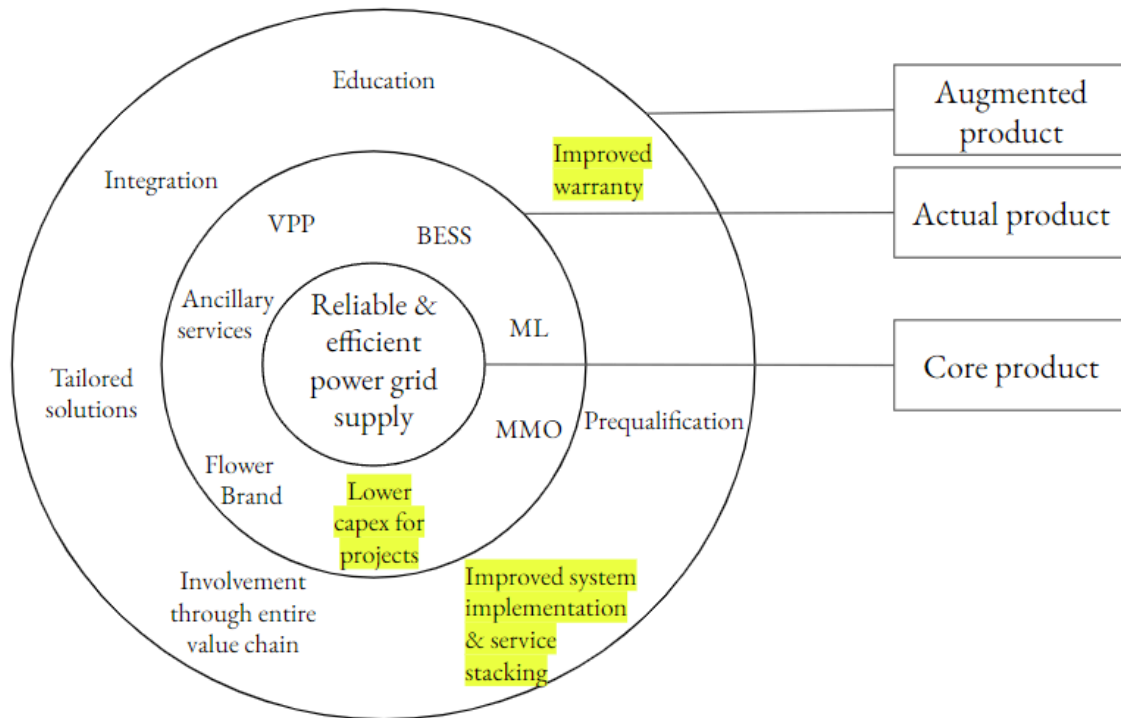 Education
Augmented
product
Improved
warranty
Integration
Actual product
VPP
BESS
Ancillary
services
Reliable &
efficient
power grid
supply
ML
Core product
Tailored
solutions
MMO
Prequalification
Flower
Brand
Lower
capex for
projects
Involvement
through entire
value chain
Improved system
implementation
& service
stacking